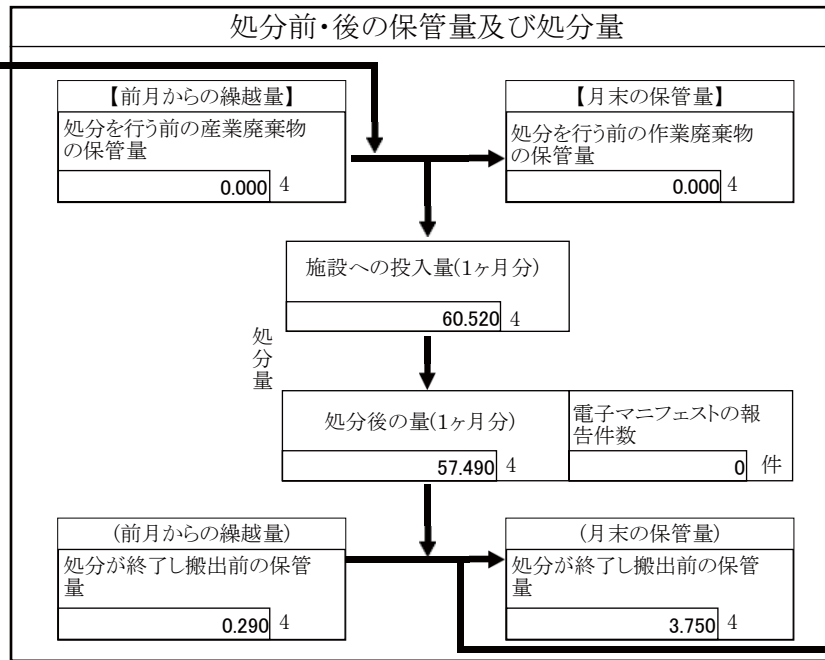 処分前・後の保管量及び処分量
【前月からの繰越量】
処分を行う前の産業廃棄物
の保管量
0.000 4
【月末の保管量】
処分を行う前の作業廃棄物
の保管量
0.000 4
施設への投入量(1ヶ月分)
60.520 4
処
分
量
処分後の量(1ヶ月分)
57.490 4
電子マニフェストの報
告件数
0 件
(前月からの繰越量)
処分が終了し搬出前の保管
量
0.290 4
(月末の保管量)
処分が終了し搬出前の保管
量
3.750 4